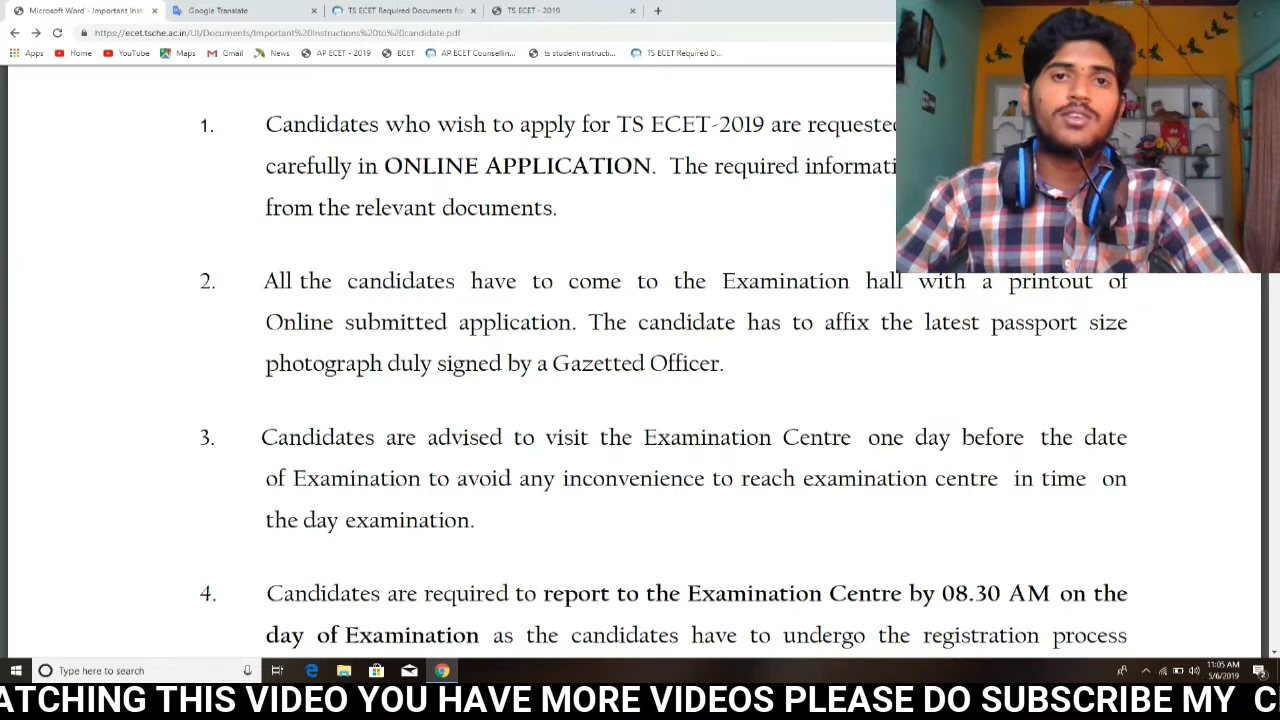 Microsoft Word - Important Inst
Google Translate
TS ECET Required Documents fo
TS ECET - 2019
https://ecet.tsche.ac.in/UI/Documents/Important%20Instructions%20to%20candidate.pdf
Apps
Home
YouTube
Maps
Gmail
News
AP ECET - 2019
ECET
AP ECET Counsellin...
ts student instructi...
TS ECET Required D...
1. Candidates who wish to apply for TS ECET-2019 are requested
carefully in ONLINE APPLICATION. The required informati
from the relevant documents.
2. All the candidates have to come to the Examination hall with a printout of
Online submitted application. The candidate has to affix the latest passport size
photograph duly signed by a Gazetted Officer.
3. Candidates are advised to visit the Examination Centre one day before the date
of Examination to avoid any inconvenience to reach examination centre in time on
the day examination.
4. Candidates are required to report to the Examination Centre by 08.30 AM on the
day of Examination as the candidates have to undergo the registration process
Type here to search
11:05 AM
5/6/2019
ATCHING THIS VIDEO YOU HAVE MORE VIDEOS PLEASE DO SUBSCRIBE MY C